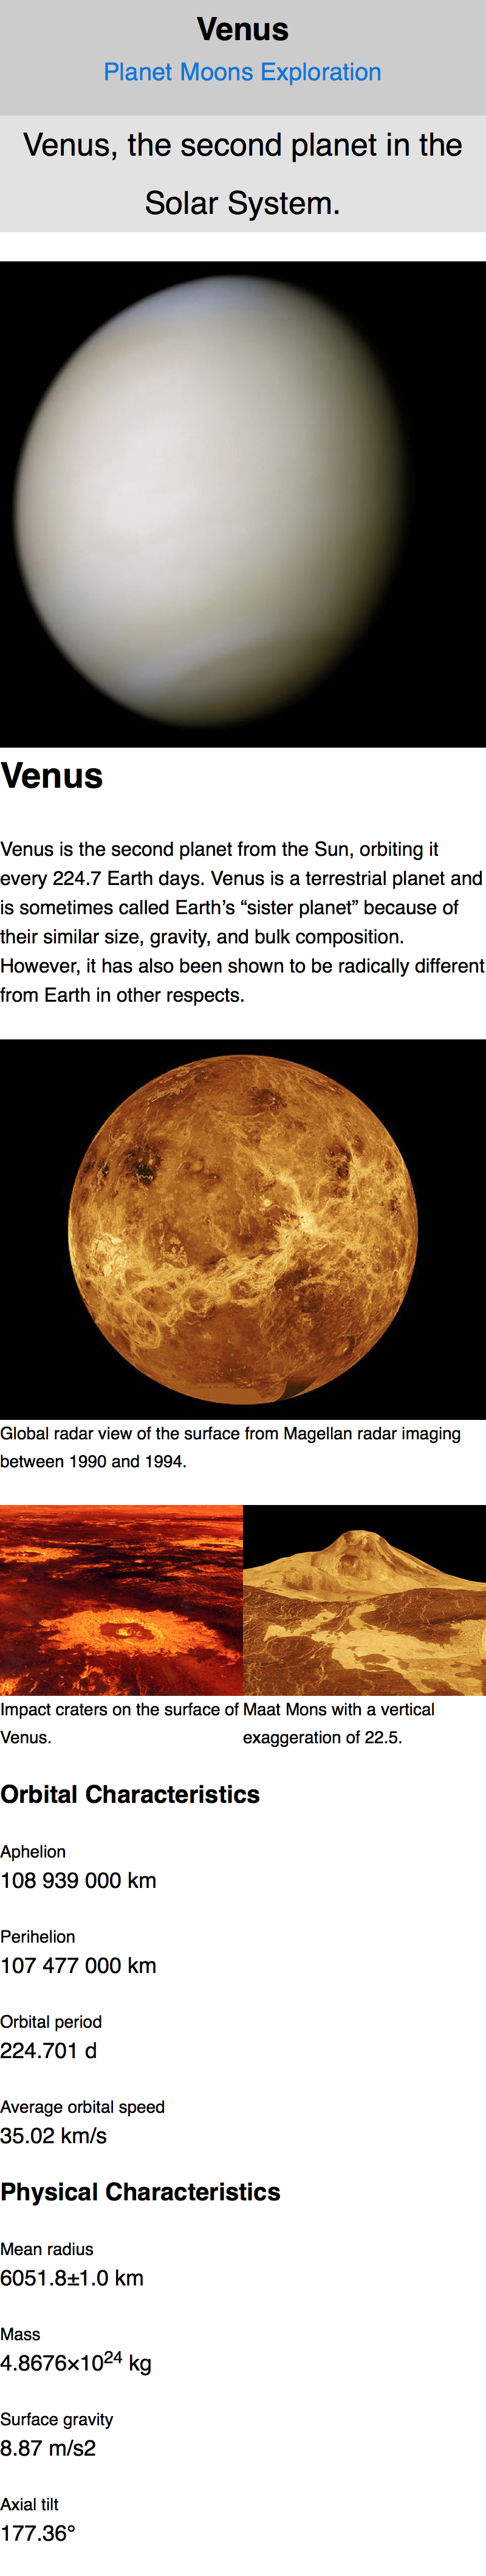 Venus
Planet Moons Exploration
Venus, the second planet in the
Solar System.
Venus
Venus is the second planet from the Sun, orbiting it
every 224.7 Earth days. Venus is a terrestrial planet and
is sometimes called Earth’s “sister planet” because of
their similar size, gravity, and bulk composition.
However, it has also been shown to be radically different
from Earth in other respects.
Global radar view of the surface from Magellan radar imaging
between 1990 and 1994.
Impact craters on the surface of
Venus.
Maat Mons with a vertical
exaggeration of 22.5.
Orbital Characteristics
Aphelion
108 939 000 km
Perihelion
107 477 000 km
Orbital period
224.701 d
Average orbital speed
35.02 km/s
Physical Characteristics
Mean radius
6051.8±1.0 km
Mass
4.8676×10²⁴ kg
Surface gravity
8.87 m/s2
Axial tilt
177.36°